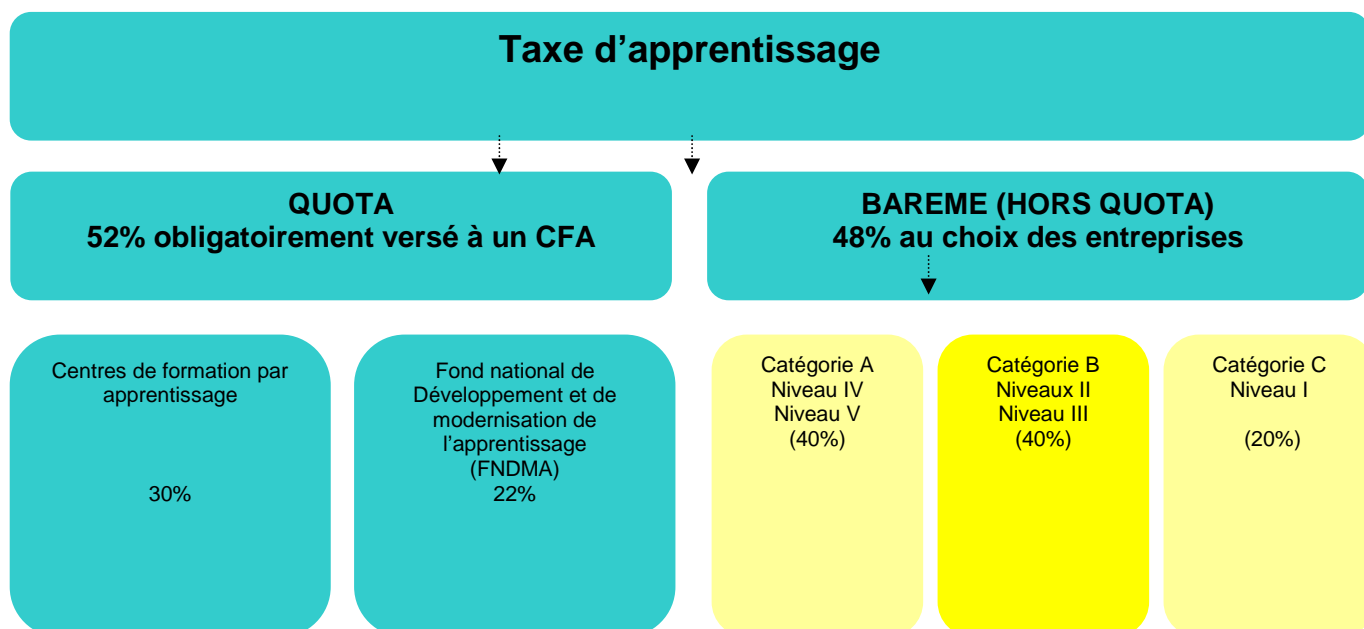 Taxe d’apprentissage
QUOTA
52% obligatoirement versé à un CFA
BAREME (HORS QUOTA)
48% au choix des entreprises
Centres de formation par
apprentissage
30%
Fond national de
Développement et de
modernisation de
l’apprentissage
(FNDMA)
22%
Catégorie A
Niveau IV
Niveau V
(40%)
Catégorie B
Niveaux II
Niveau III
(40%)
Catégorie C
Niveau I
(20%)